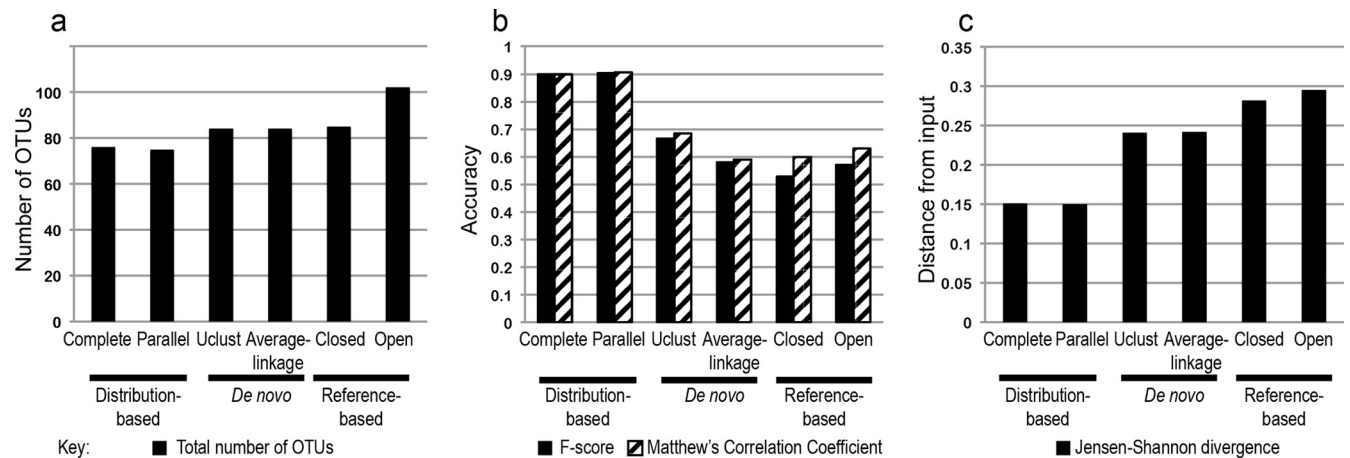 a
Number of OTUs
100
80
60
40
20
0
Complete Parallel Uclust Average-linkage Closed Open
Distribution-based
De novo
Reference-based
Key: Total number of OTUs
b
Accuracy
1
0.9
0.8
0.7
0.6
0.5
0.4
0.3
0.2
0.1
0
Complete Parallel Uclust Average-linkage Closed Open
Distribution-based
De novo
Reference-based
F-score Matthew's Correlation Coefficient
c
Distance from input
0.35
0.3
0.25
0.2
0.15
0.1
0.05
0
Complete Parallel Uclust Average-linkage Closed Open
Distribution-based
De novo
Reference-based
Jensen-Shannon divergence